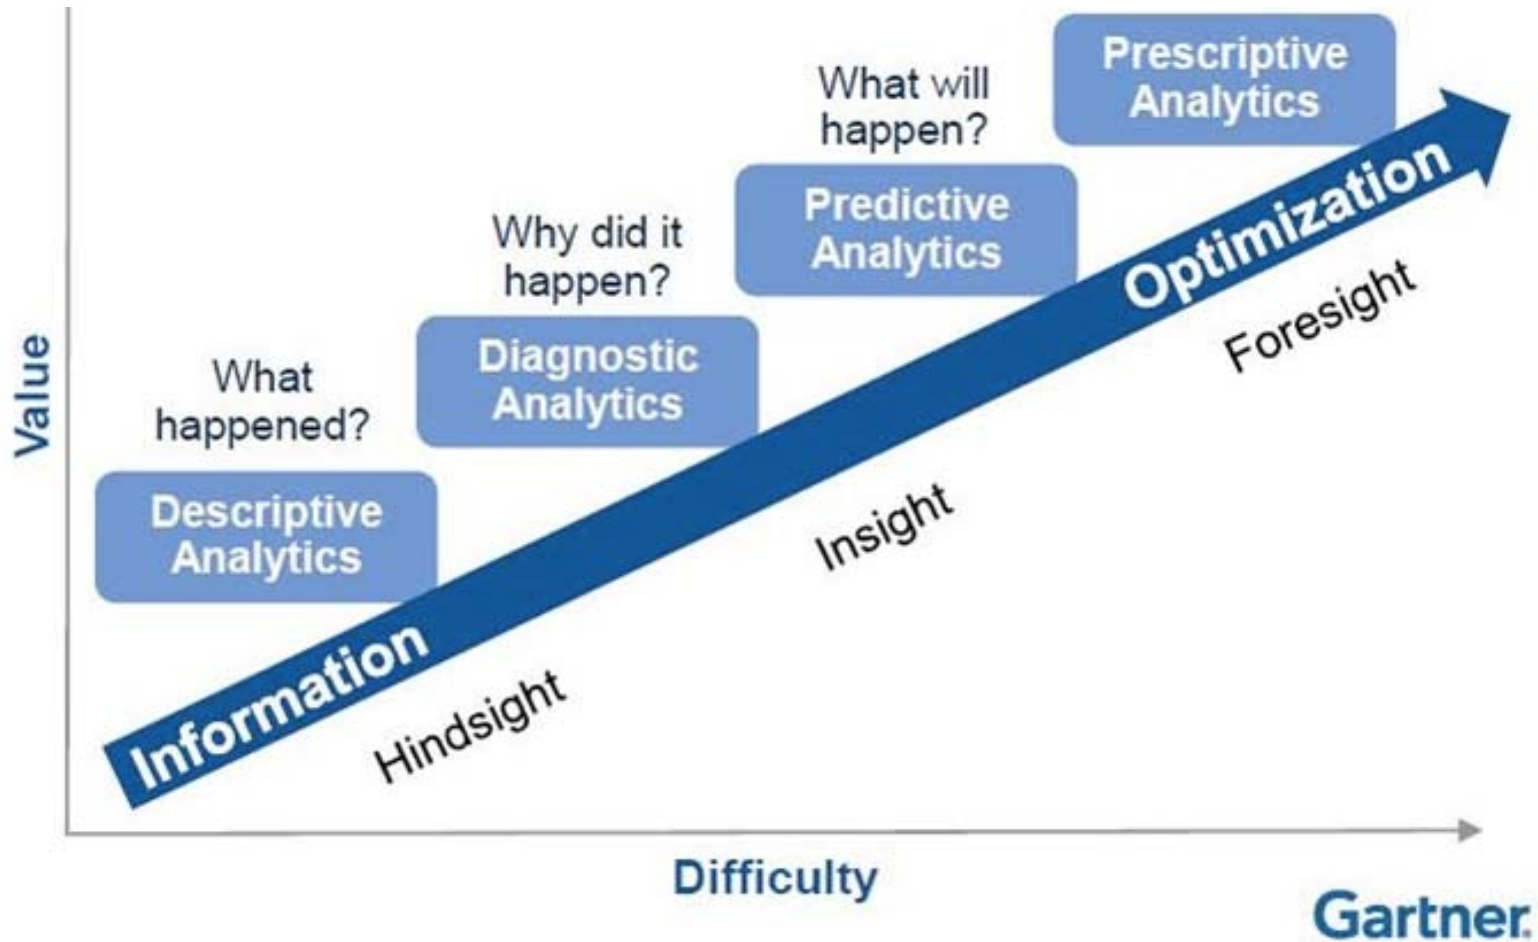 Prescriptive
Analytics
What will
happen?
Predictive
Analytics
Why did it
happen?
Diagnostic
Analytics
What
happened?
Descriptive
Analytics
Value
Information
Optimization
Hindsight
Insight
Foresight
Difficulty
Gartner.